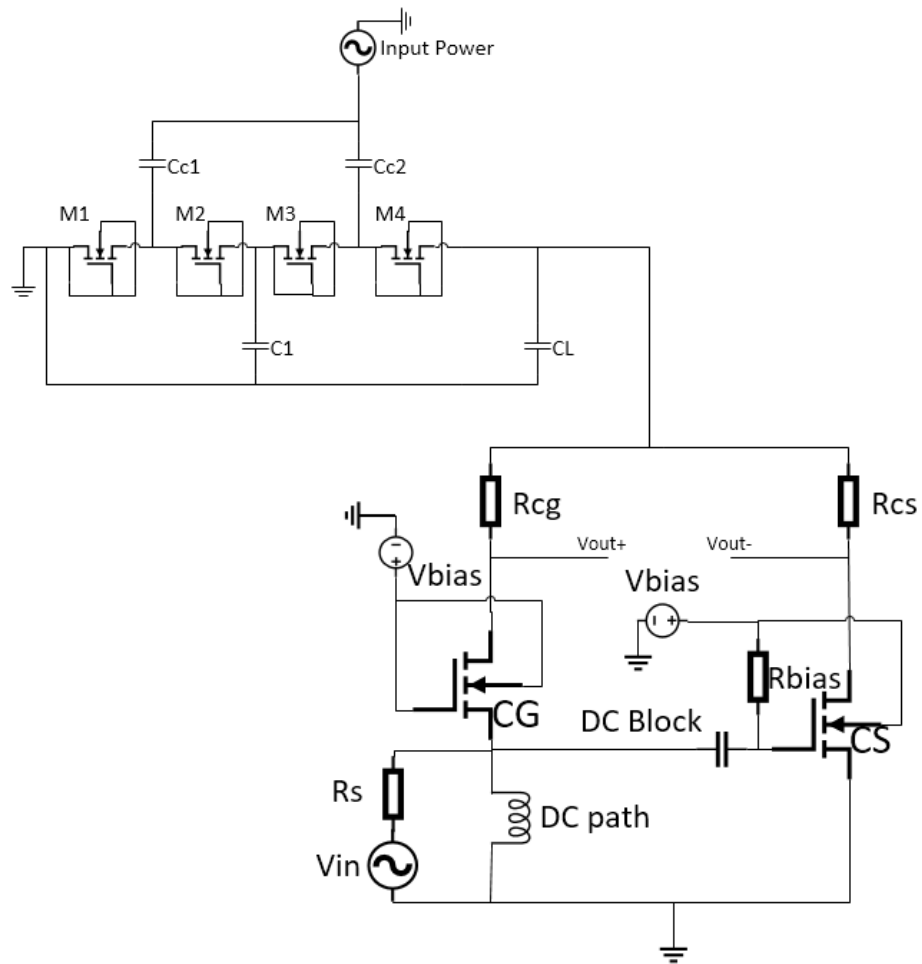 Input Power
Cc1
Cc2
M1
M2
M3
M4
C1
CL
Rcg
Rcs
Vout+
Vout-
Vbias
Vbias
Rbias
CG
DC Block
CS
Rs
DC path
Vin